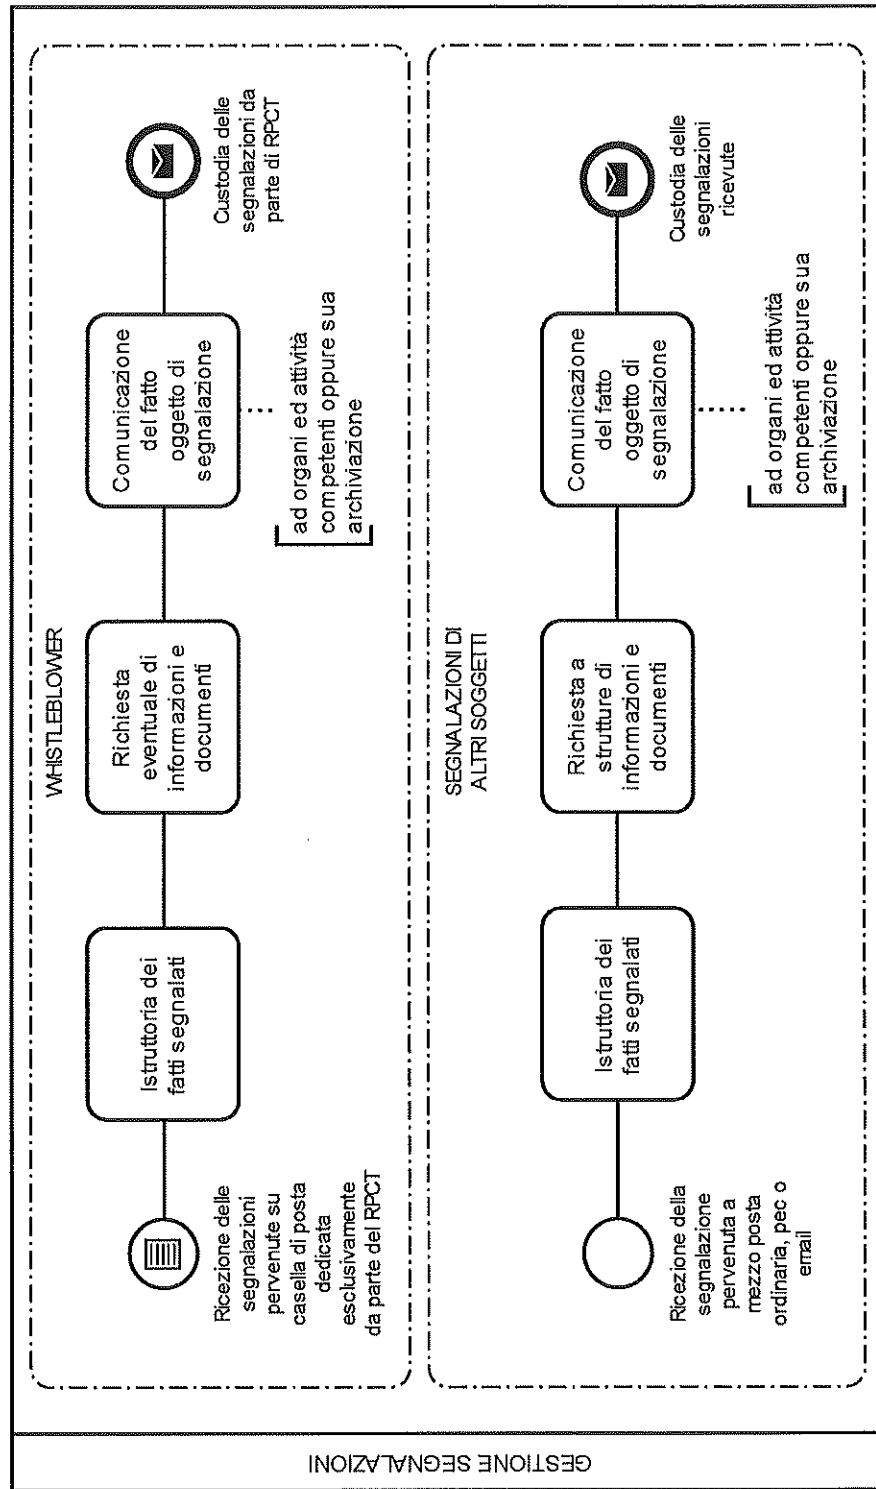 GESTIONE SEGNALAZIONI
WHISTLEBLOWER
Ricezione delle
segnalazioni
pervenute su
casella di posta
dedicata
esclusivamente
da parte del RPCT
Istruttoria dei
fatti segnalati
Richiesta
eventuale di
informazioni e
documenti
Comunicazione
del fatto
oggetto di
segnalazione
ad organi ed attività
competenti oppure sua
archiviazione
Custodia delle
segnalazioni da
parte di RPCT
SEGNALAZIONI DI
ALTRI SOGGETTI
Ricezione della
segnalazione
pervenuta a
mezzo posta
ordinaria, pec o
email
Istruttoria dei
fatti segnalati
Richiesta a
strutture di
informazioni e
documenti
Comunicazione
del fatto
oggetto di
segnalazione
ad organi ed attività
competenti oppure sua
archiviazione
Custodia delle
segnalazioni
ricevute